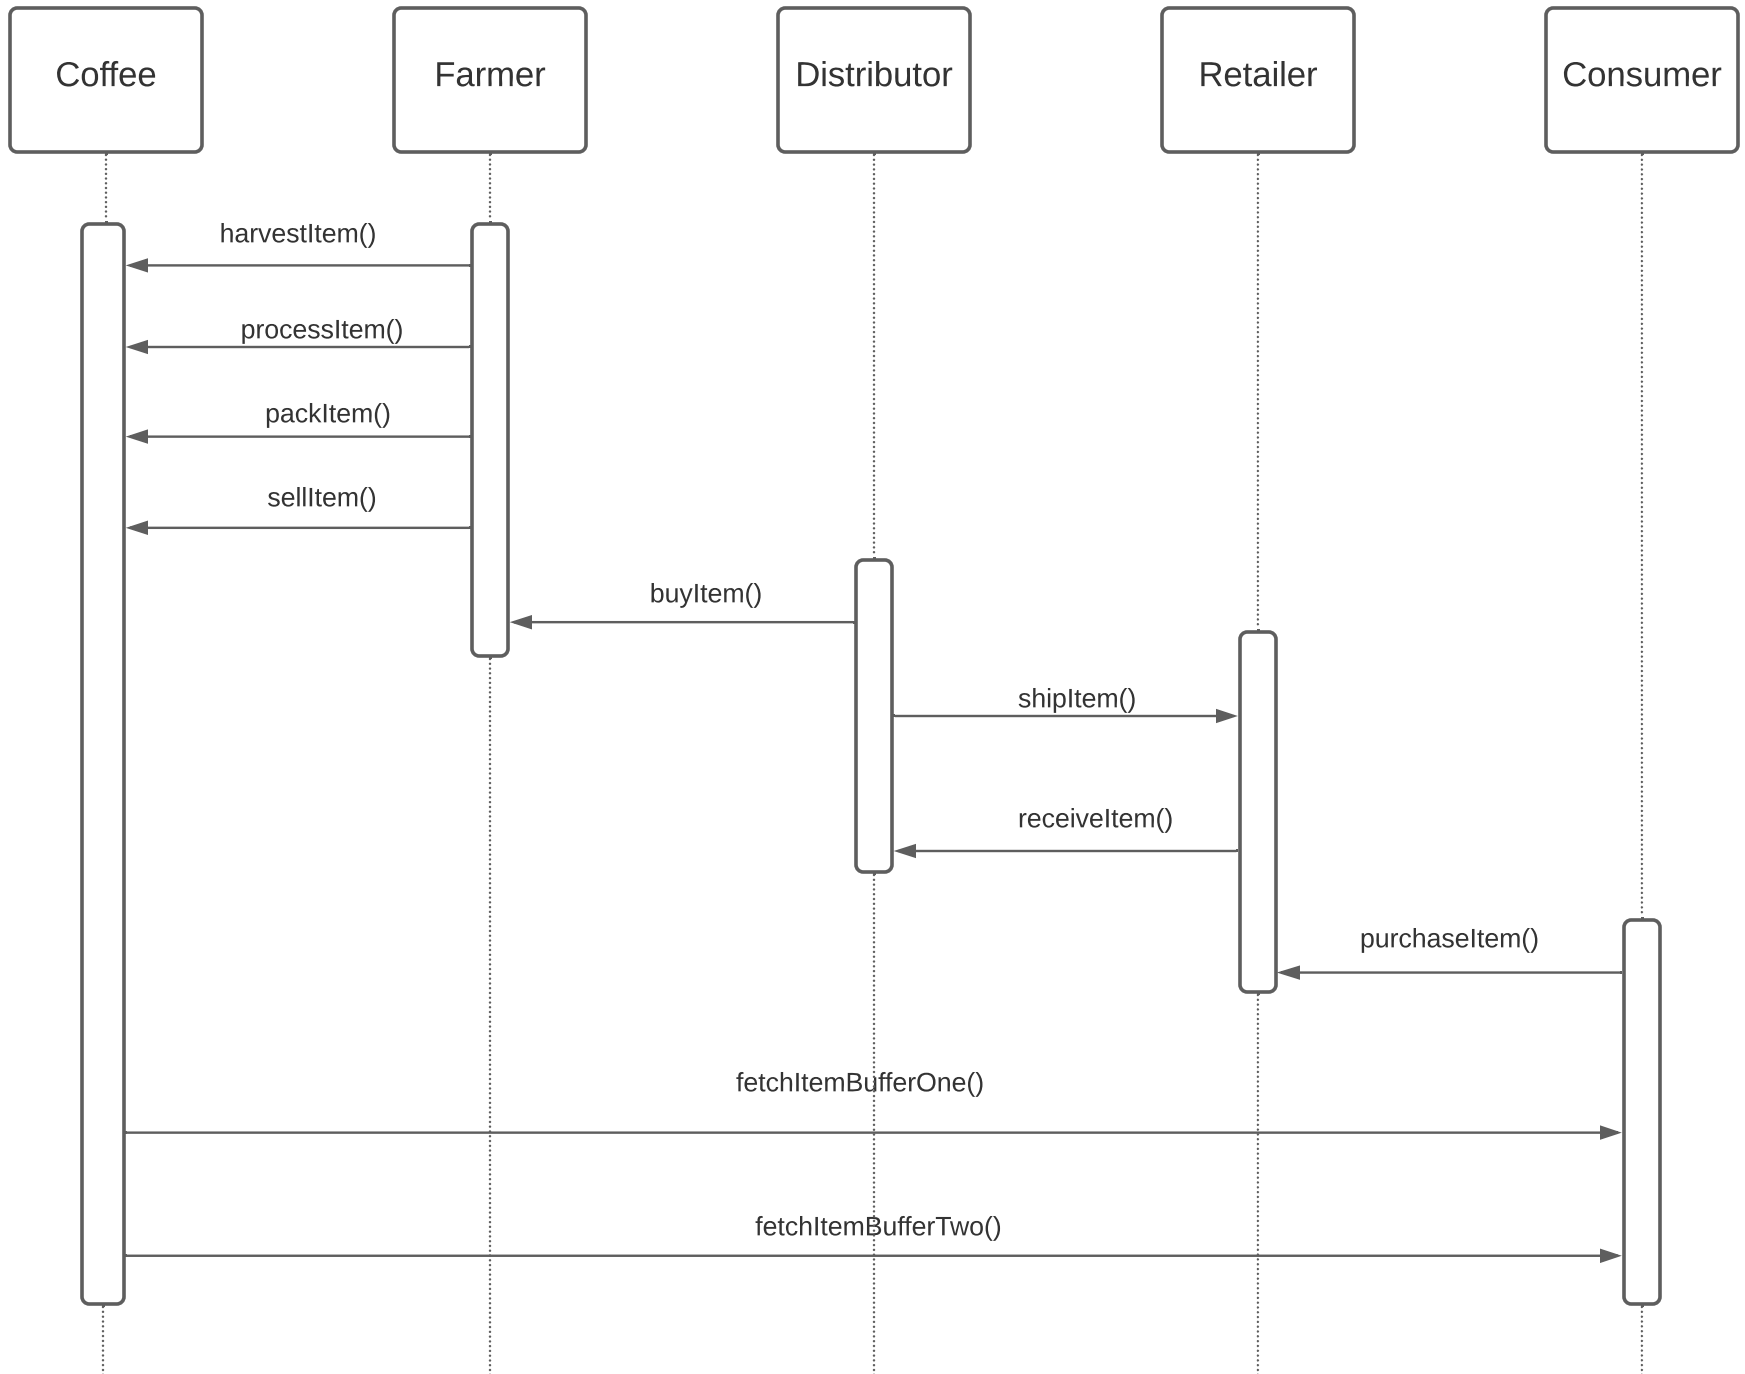 Coffee
Farmer
Distributor
Retailer
Consumer
harvestItem()
processItem()
packItem()
sellItem()
buyItem()
shipItem()
receiveItem()
purchaseItem()
fetchItemBufferOne()
fetchItemBufferTwo()